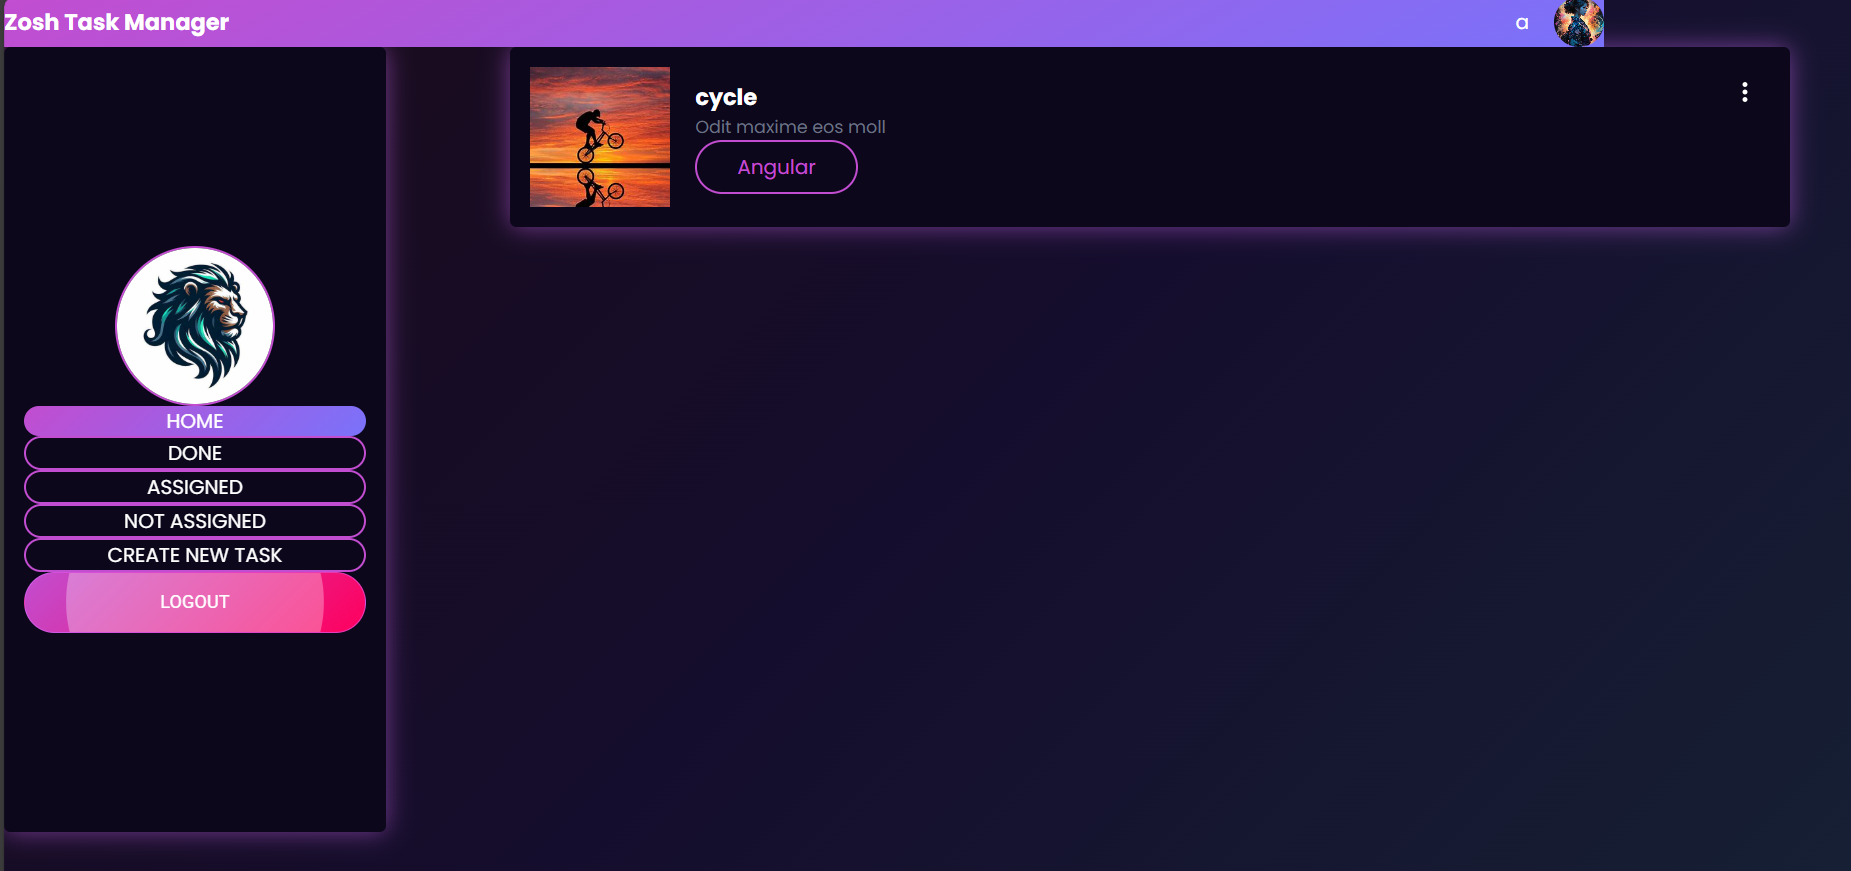 Zosh Task Manager
a
cycle
Odit maxime eos moll
Angular
HOME
DONE
ASSIGNED
NOT ASSIGNED
CREATE NEW TASK
LOGOUT